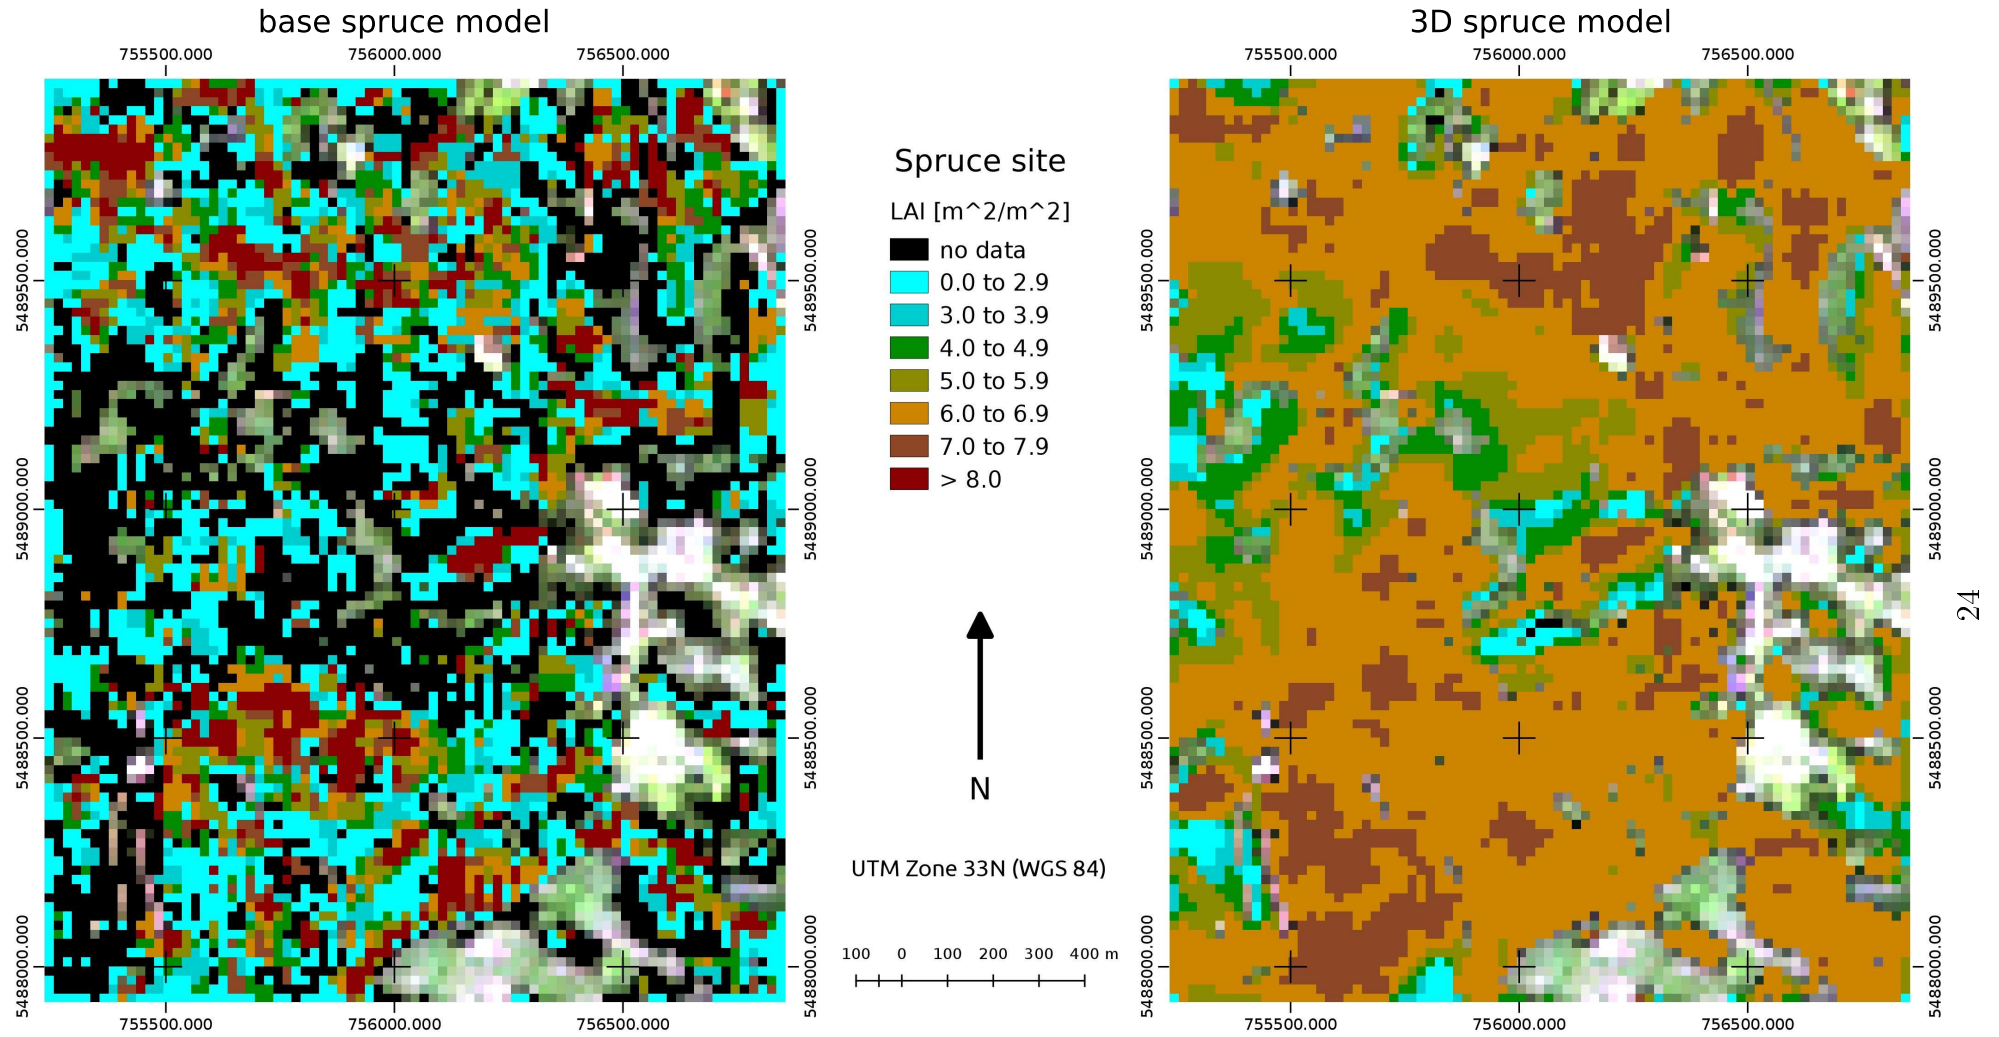 base spruce model
3D spruce model
755500.000 756000.000 756500.000
755500.000 756000.000 756500.000
5489500.000
5489000.000
5488500.000
5488000.000
5489500.000
5489000.000
5488500.000
5488000.000
Spruce site
LAI [m^2/m^2]
no data
0.0 to 2.9
3.0 to 3.9
4.0 to 4.9
5.0 to 5.9
6.0 to 6.9
7.0 to 7.9
> 8.0
N
UTM Zone 33N (WGS 84)
100 0 100 200 300 400 m
5489500.000
5489000.000
5488500.000
5488000.000
5489500.000
5489000.000
5488500.000
5488000.000
755500.000 756000.000 756500.000
755500.000 756000.000 756500.000
24